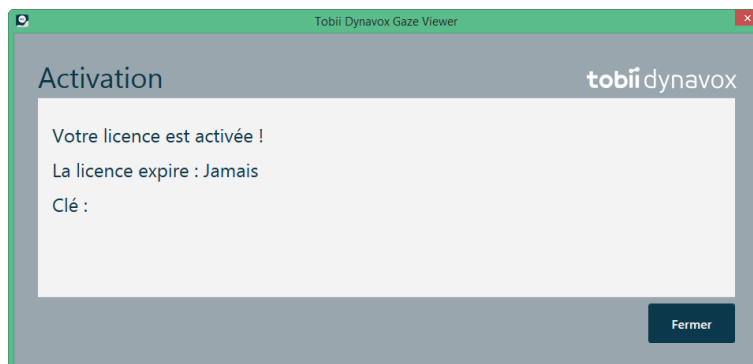 Tobii Dynavox Gaze Viewer
Activation
tobii dynavox
Votre licence est activée !
La licence expire : Jamais
Clé :
Fermer